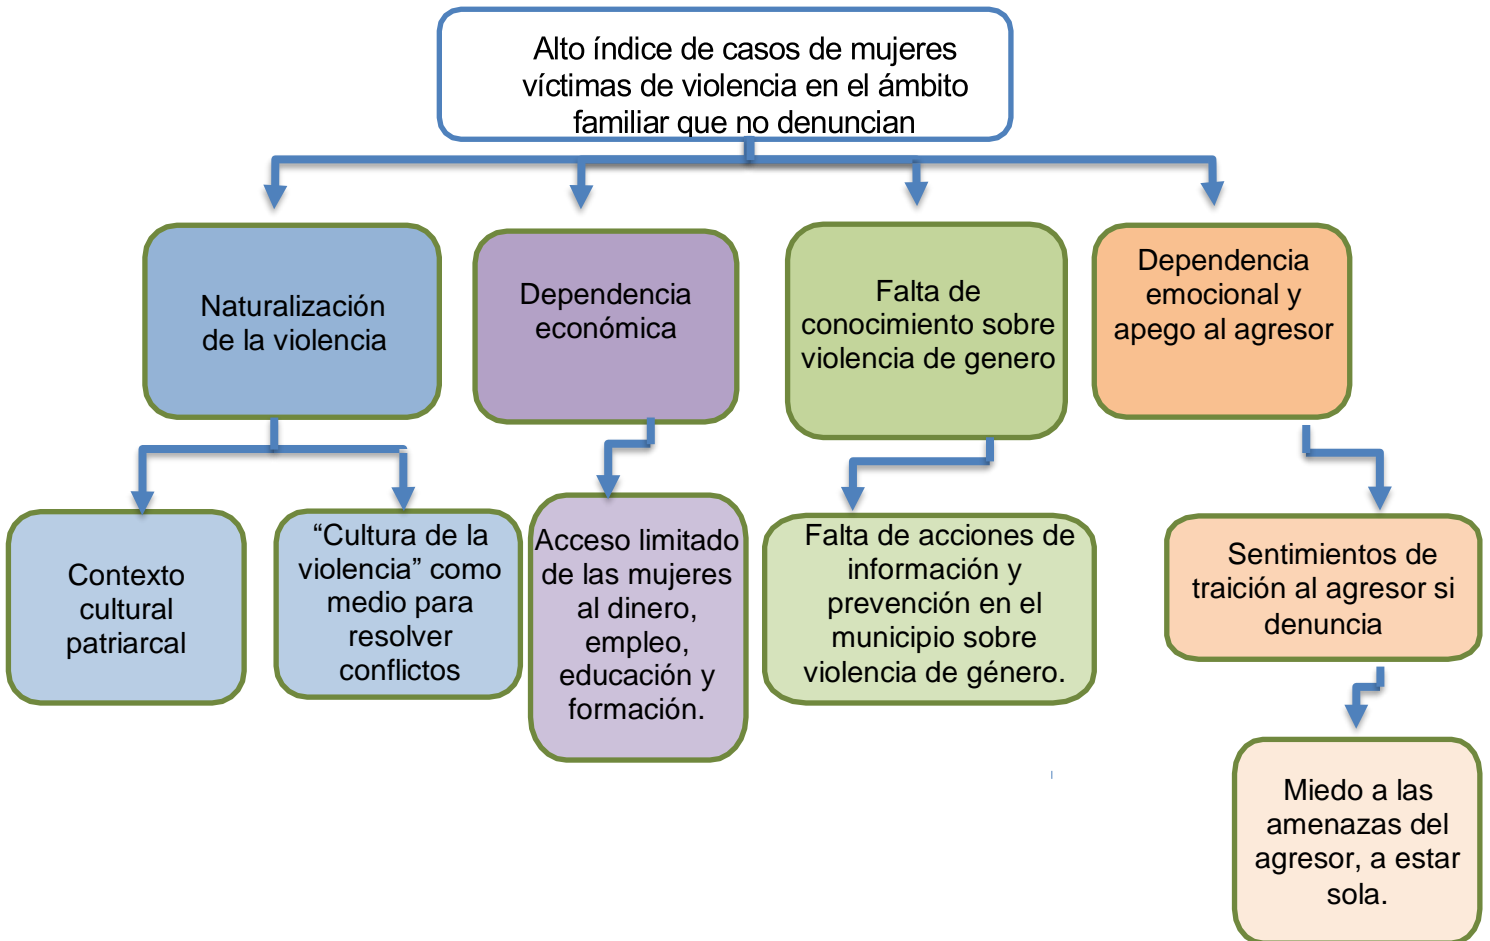 Alto índice de casos de mujeres
víctimas de violencia en el ámbito
familiar que no denuncian
Naturalización
de la violencia
Dependencia
económica
Falta de
conocimiento sobre
violencia de genero
Dependencia
emocional y
apego al agresor
Contexto
cultural
patriarcal
“Cultura de la
violencia” como
medio para
resolver
conflictos
Acceso limitado
de las mujeres
al dinero,
empleo,
educación y
formación.
Falta de acciones de
información y
prevención en el
municipio sobre
violencia de género.
Sentimientos de
traición al agresor si
denuncia
Miedo a las
amenazas del
agresor, a estar
sola.